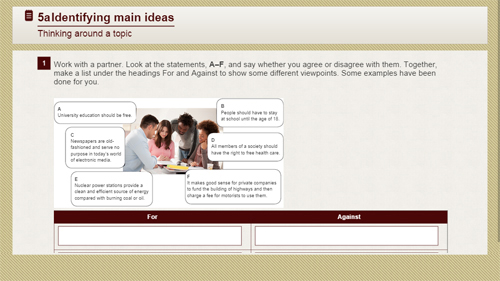 5a Identifying main ideas
Thinking around a topic
1
Work with a partner. Look at the statements, A–F, and say whether you agree or disagree with them. Together,
make a list under the headings For and Against to show some different viewpoints. Some examples have been
done for you.
A
University education should be free
B
People should have to stay
at school until the age of 18.
C
Newspapers are old-
fashioned and serve no
purpose in today's world
of electronic media.
D
All members of a society should
have the right to free health care.
E
Nuclear power stations provide a
clean and efficient source of energy
compared with burning coal or oil.
F
It makes good sense for private companies
to fund the building of highways and then
charge a fee for motorists to use them.
For Against